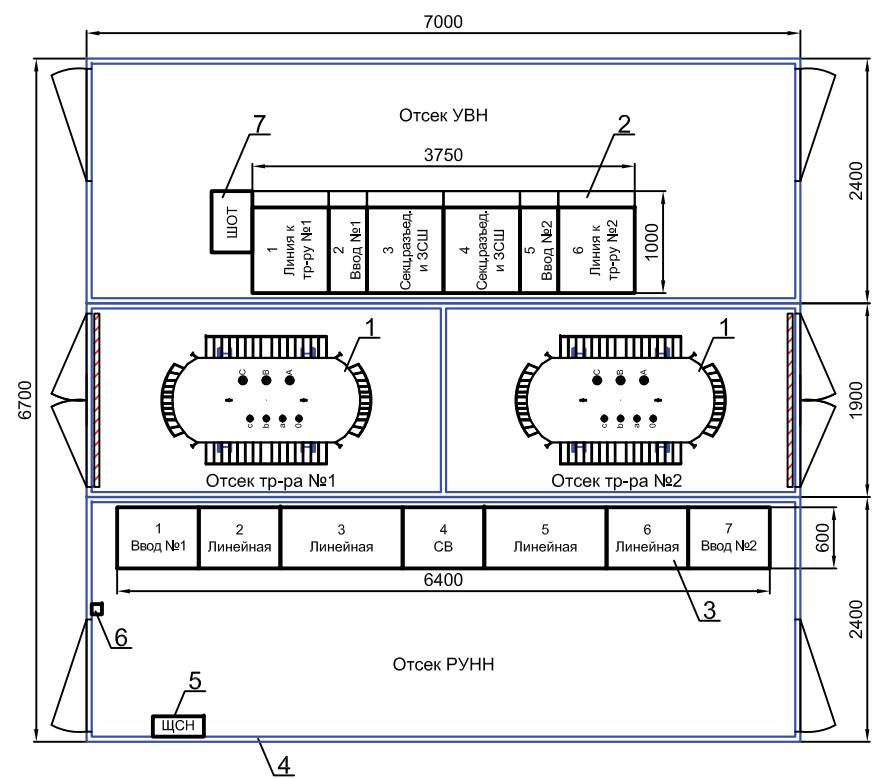 7000
Отсек УВН
7
2
3750
ШОТ
1
Линия к
тр-ру №1
2
Ввод №1
3
Секц.разъед.
и ЗСШ
4
Секц.разъед.
и ЗСШ
5
Ввод №2
6
Линия к
тр-ру №2
1000
2400
6700
1
C B A
c b a 0
Отсек тр-ра №1
1
C B A
c b a 0
Отсек тр-ра №2
1900
1
Ввод №1
2
Линейная
3
Линейная
4
СВ
5
Линейная
6
Линейная
7
Ввод №2
600
6400
3
6
2400
Отсек РУНН
5
ЩСН
4